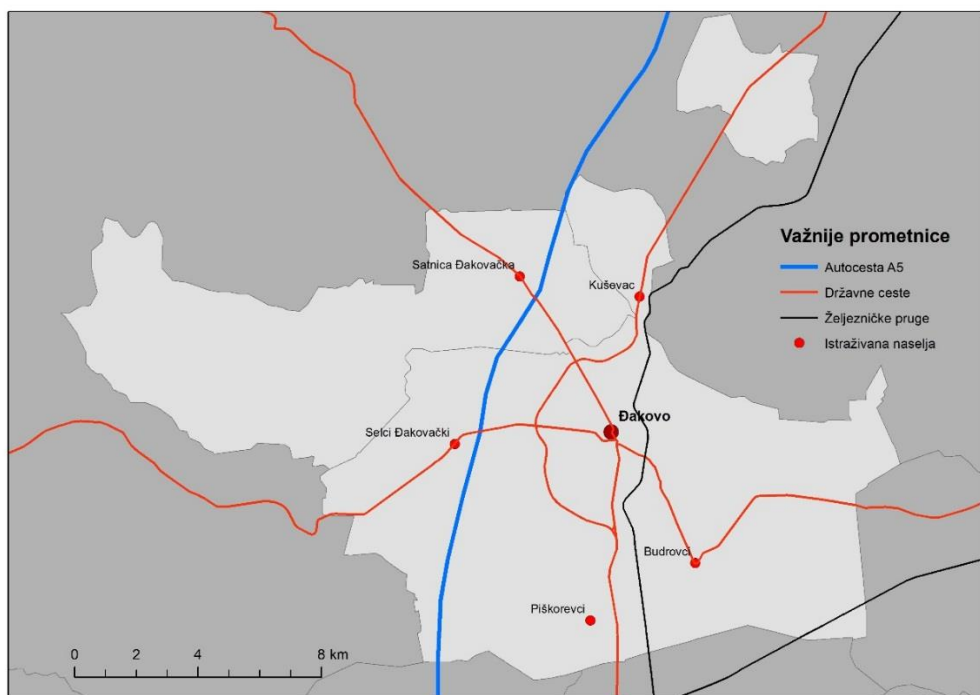 Satnica Đakovačka
Kuševac
Važnije prometnice
Autocesta A5
Državne ceste
Željezničke pruge
Istraživana naselja
Đakovo
Selci Đakovački
Budrovci
Piškorevci
0 2 4 8 km